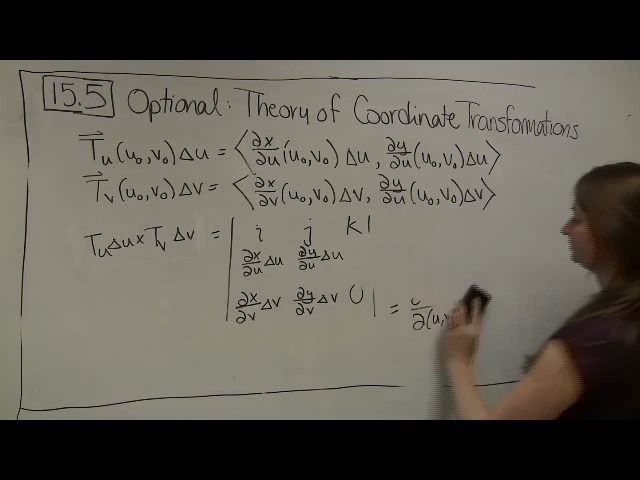 15.5 Optional: Theory of Coordinate Transformations
T⃗u(u₀,v₀)Δu = ⟨∂x/∂u(u₀,v₀)Δu, ∂y/∂u(u₀,v₀)Δu⟩
T⃗v(u₀,v₀)Δv = ⟨∂x/∂v(u₀,v₀)Δv, ∂y/∂u(u₀,v₀)Δv⟩
TuΔu×TvΔv = | i j k |
∂x/∂u Δu ∂y/∂u Δu
∂x/∂v Δv ∂y/∂v Δv 0 | = /∂(u,